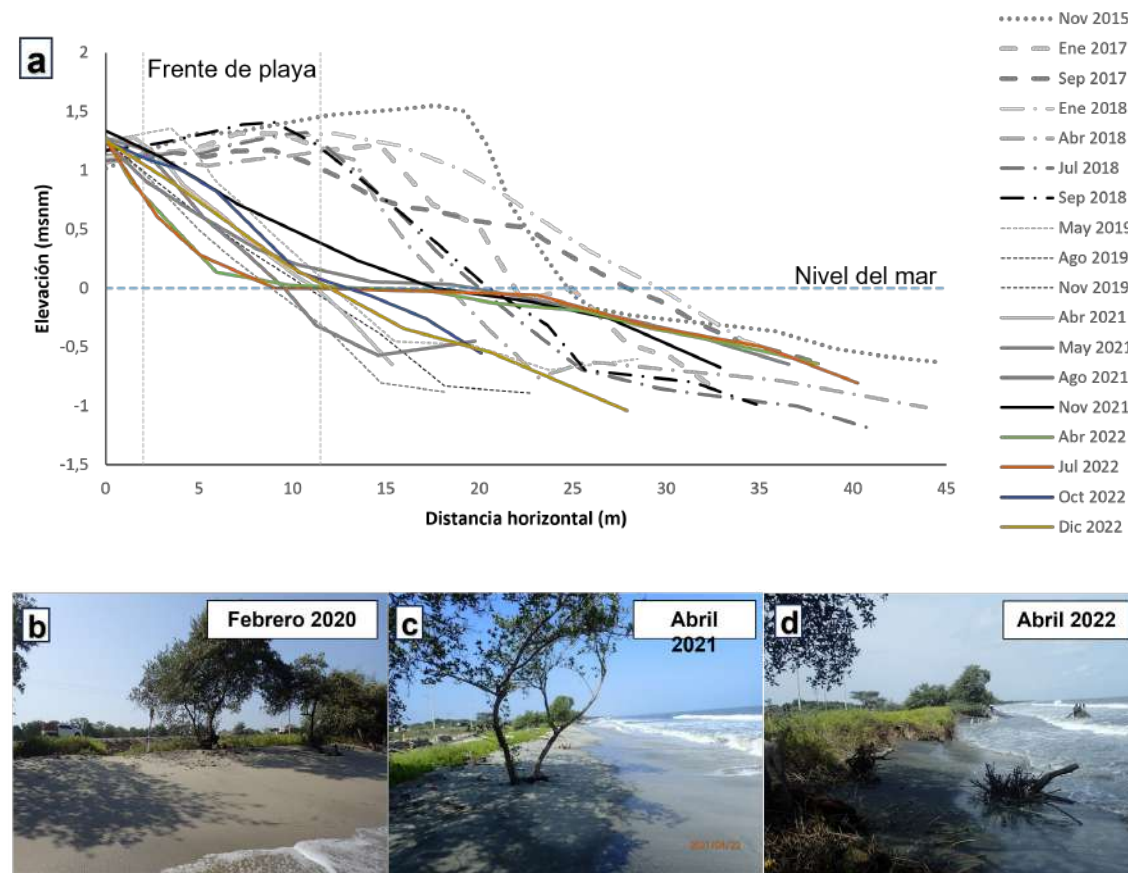 a
Frente de playa
Nivel del mar
Elevación (msnm)
2
1,5
1
0,5
0
-0,5
-1
-1,5
0 5 10 15 20 25 30 35 40 45
Distancia horizontal (m)
Nov 2015
Ene 2017
Sep 2017
Ene 2018
Abr 2018
Jul 2018
Sep 2018
May 2019
Ago 2019
Nov 2019
Abr 2021
May 2021
Ago 2021
Nov 2021
Abr 2022
Jul 2022
Oct 2022
Dic 2022
b
Febrero 2020
c
Abril
2021
2021/04/22
d
Abril 2022